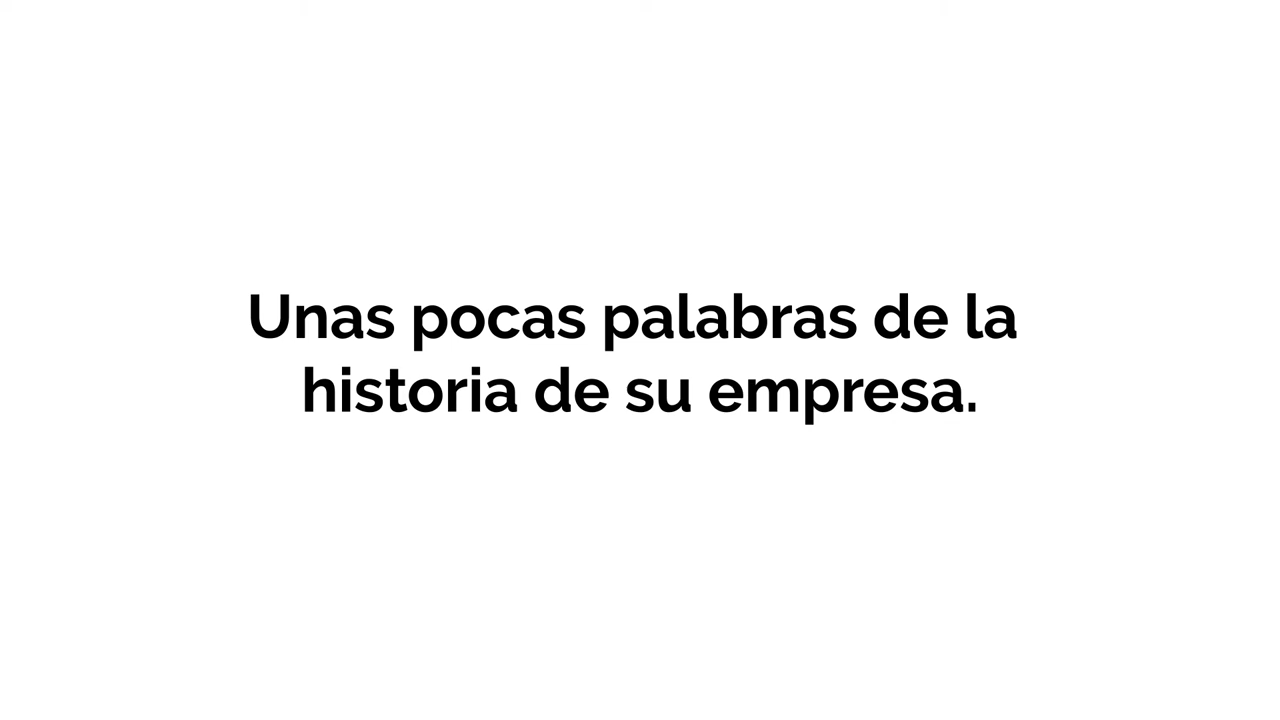 Unas pocas palabras de la
historia de su empresa.